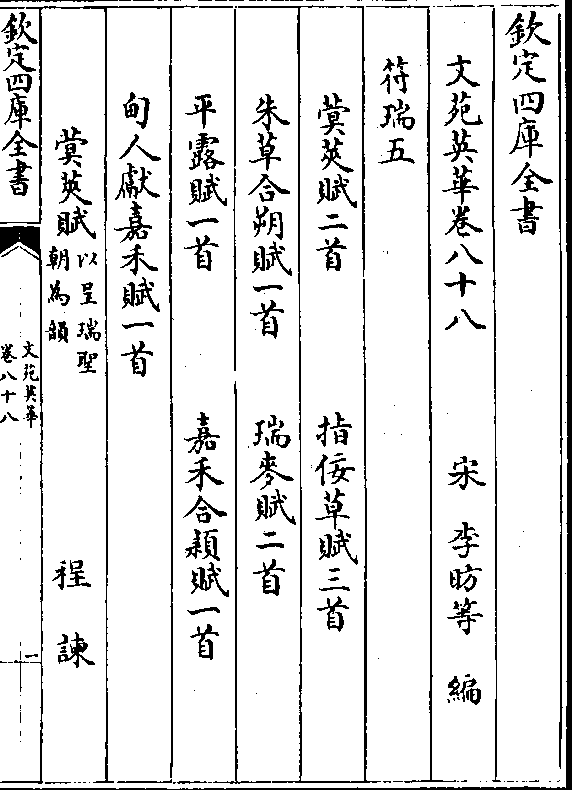 欽定四庫全書
文苑英華卷八十八
宋 李昉等 編
符瑞五
蓂莢賦二首
指佞草賦三首
朱草合朔賦一首
瑞麥賦二首
平露賦一首
嘉禾合穎賦一首
甸人獻嘉禾賦一首
蓂莢賦
以呈瑞聖
朝為韻
程諫
欽定四庫全書
文苑英華
卷八十八
一